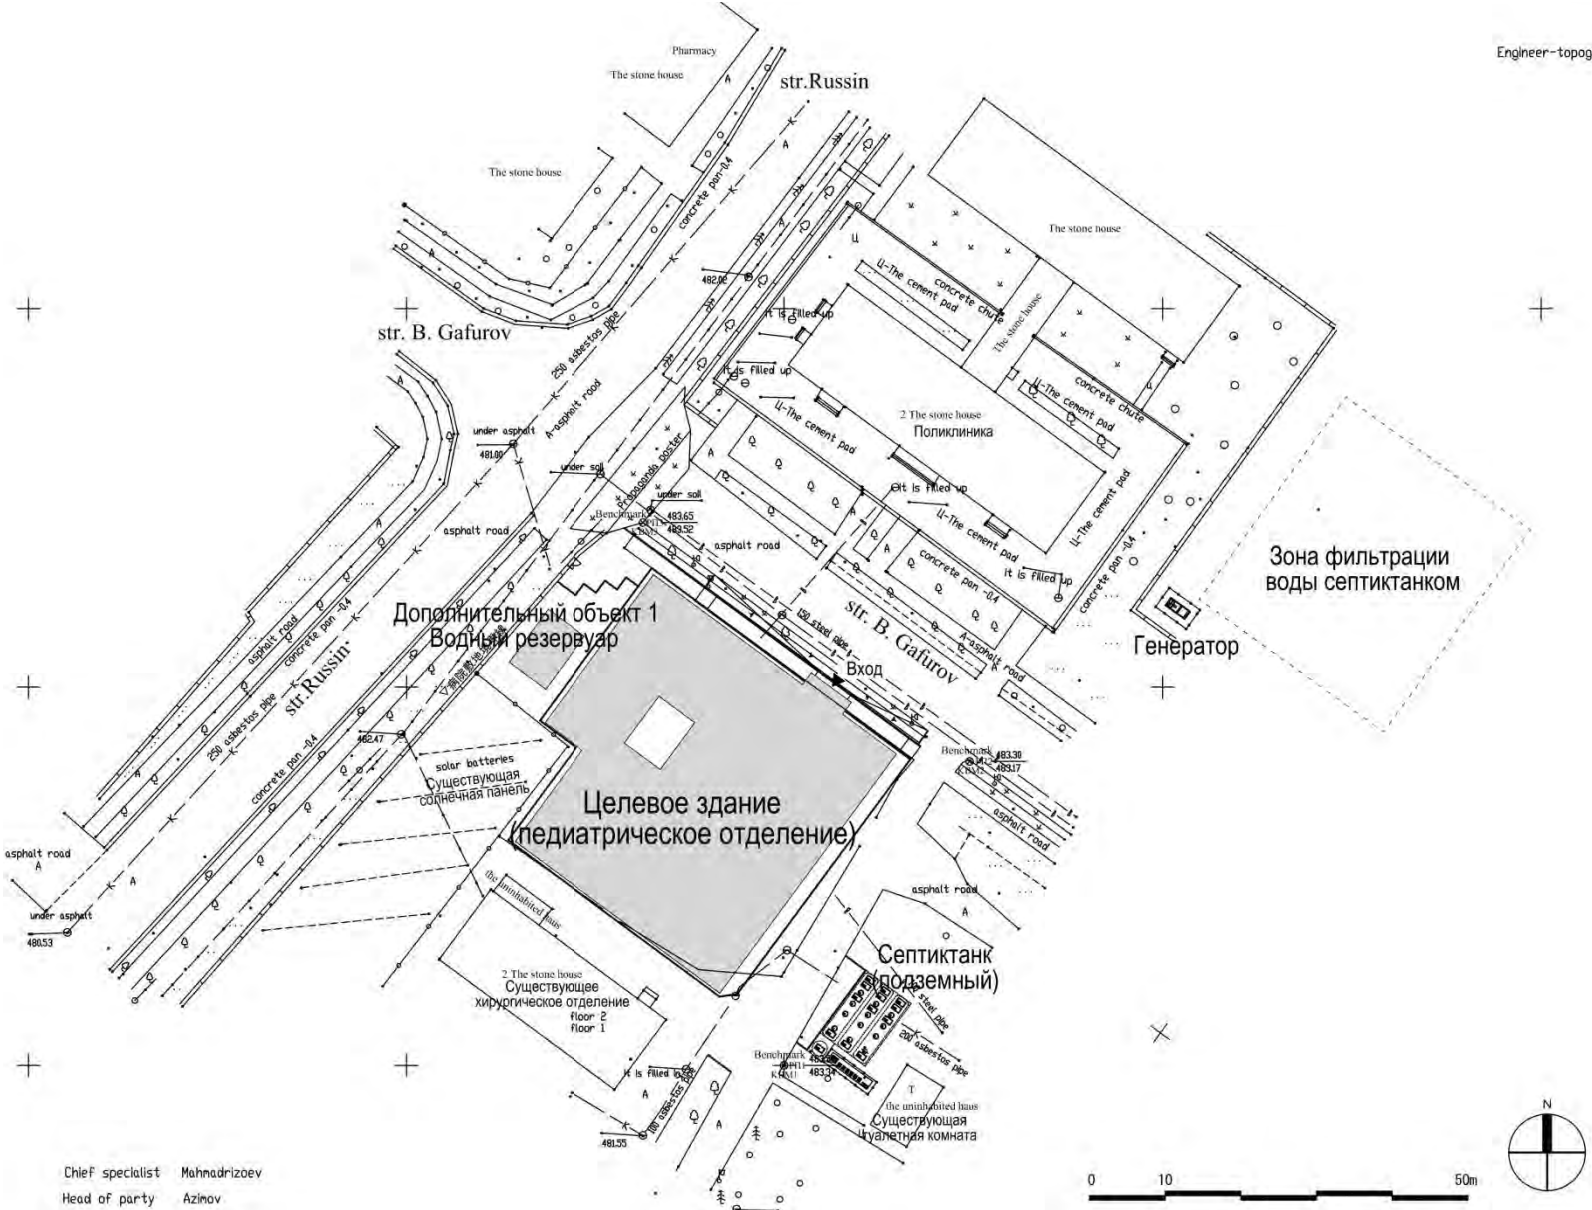 Engineer-topog
Pharmacy
The stone house
str.Russin
The stone house
concrete pan-0.4
The stone house
482.02
Ц
Ц-The cement pad
concrete chute
The stone house
it is filled up
str. B. Gafurov
250 asbestos pipe
it is filled up
A-asphalt road
concrete chute
Ц-The cement pad
Ц
2 The stone house
Поликлиника
Ц-The cement pad
under asphalt
481.00
under soil
Propaganda poster
under soil
it is filled up
Ц-The cement pad
Ц-The cement pad
Benchmark
483.65
483.52
asphalt road
asphalt road
concrete pan -0.4
it is filled up
concrete pan -0.4
Зона фильтрации
воды септиктанком
Дополнительный объект 1
Водный резервуар
150 steel pipe
str. B. Gafurov
A-asphalt road
Генератор
Вход
asphalt road
concrete pan -0.4
str.Russin
250 asbestos pipe
482.47
concrete pan -0.4
solar batteries
Существующая
солнечная панель
Benchmark
483.30
KBM2
483.17
Целевое здание
(педиатрическое отделение)
asphalt road
asphalt road
A
the uninhabited haus
asphalt road
A
under asphalt
480.53
2 The stone house
Существующее
хирургическое отделение
floor 2
floor 1
Септиктанк
(подземный)
steel pipe
200 asbestos pipe
Benchmark
KBM1
483.34
it is filled
100 asbestos pipe
481.55
T
the uninhabited haus
Существующая
туалетная комната
Chief specialist Mahmadrizoev
Head of party Azimov
0 10 50m
N